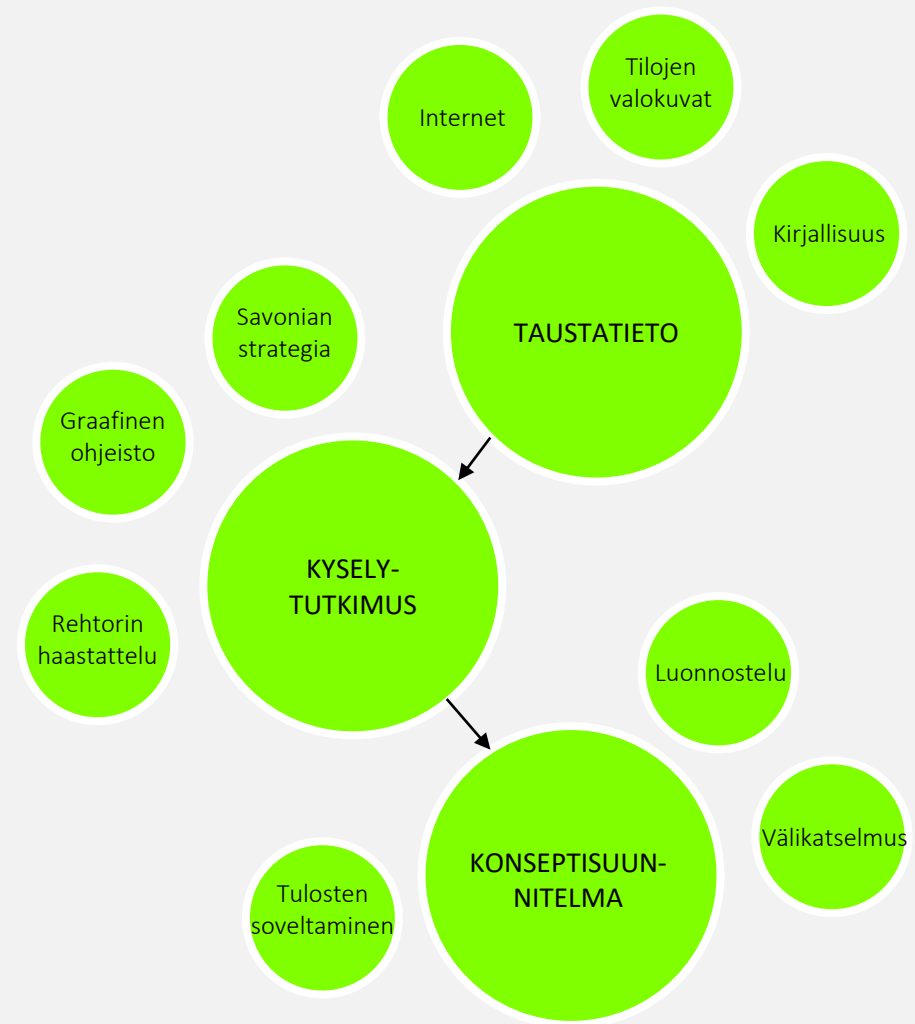 Tilojen
valokuvat
Internet
Kirjallisuus
TAUSTATIETO
Savonian
strategia
Graafinen
ohjeisto
KYSELY-
TUTKIMUS
Rehtorin
haastattelu
Luonnostelu
Välikatselmus
KONSEPTISUUN-
NITELMA
Tulosten
soveltaminen